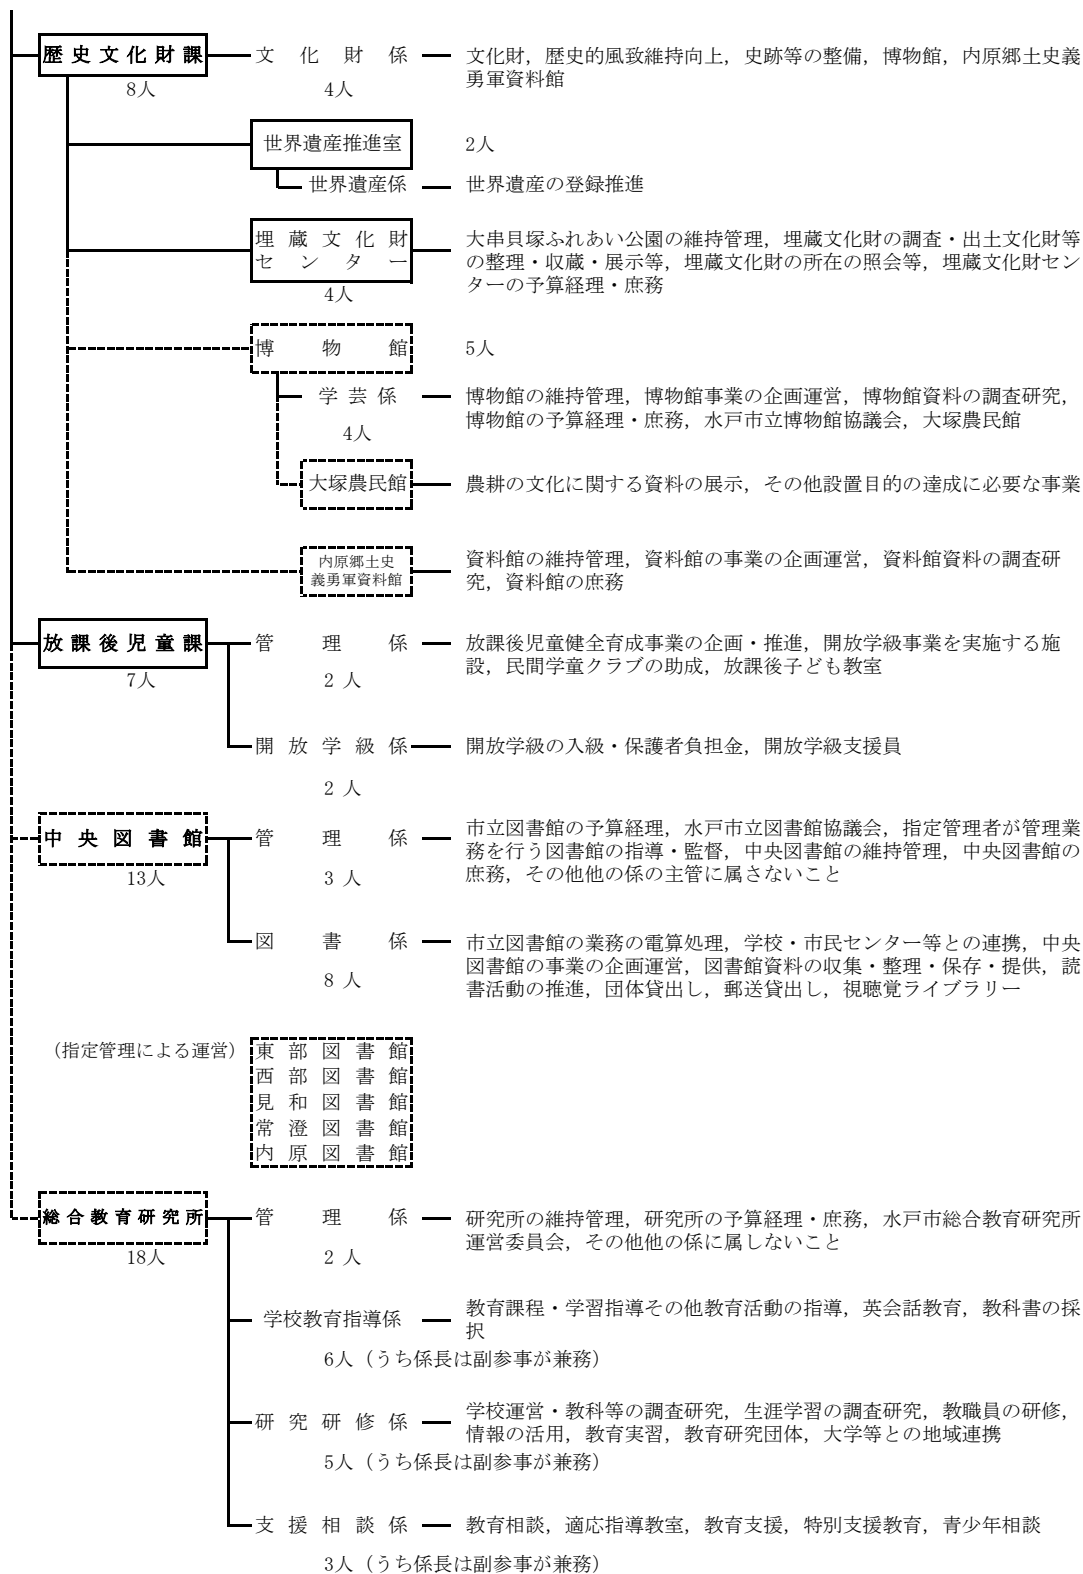 歴史文化財課 文化財係 文化財，歴史的風致維持向上，史跡等の整備，博物館，内原郷土史義
勇軍資料館
8人 4人
世界遺産推進室 2人
世界遺産係 世界遺産の登録推進
埋蔵文化財
センター
4人
大串貝塚ふれあい公園の維持管理，埋蔵文化財の調査・出土文化財等
の整理・収蔵・展示等，埋蔵文化財の所在の照会等，埋蔵文化財セン
ターの予算経理・庶務
博物館 5人
学芸係
4人
博物館の維持管理，博物館事業の企画運営，博物館資料の調査研究，
博物館の予算経理・庶務，水戸市立博物館協議会，大塚農民館
大塚農民館 農耕の文化に関する資料の展示，その他設置目的の達成に必要な事業
内原郷土史
義勇軍資料館
資料館の維持管理，資料館の事業の企画運営，資料館資料の調査研
究，資料館の庶務
放課後児童課
7人
管理係
2 人
放課後児童健全育成事業の企画・推進，開放学級事業を実施する施
設，民間学童クラブの助成，放課後子ども教室
開放学級係 開放学級の入級・保護者負担金，開放学級支援員
2 人
中央図書館
13人
管理係
3 人
市立図書館の予算経理，水戸市立図書館協議会，指定管理者が管理業
務を行う図書館の指導・監督，中央図書館の維持管理，中央図書館の
庶務，その他他の係の主管に属さないこと
図書係
8 人
市立図書館の業務の電算処理，学校・市民センター等との連携，中央
図書館の事業の企画運営，図書館資料の収集・整理・保存・提供，読
書活動の推進，団体貸出し，郵送貸出し，視聴覚ライブラリー
（指定管理による運営） 東部図書館
西部図書館
見和図書館
常澄図書館
内原図書館
総合教育研究所
18人
管理係
2 人
研究所の維持管理，研究所の予算経理・庶務，水戸市総合教育研究所
運営委員会，その他他の係に属しないこと
学校教育指導係
教育課程・学習指導その他教育活動の指導，英会話教育，教科書の採
択
6人（うち係長は副参事が兼務）
研究研修係
学校運営・教科等の調査研究，生涯学習の調査研究，教職員の研修，
情報の活用，教育実習，教育研究団体，大学等との地域連携
5人（うち係長は副参事が兼務）
支援相談係 教育相談，適応指導教室，教育支援，特別支援教育，青少年相談
3人（うち係長は副参事が兼務）